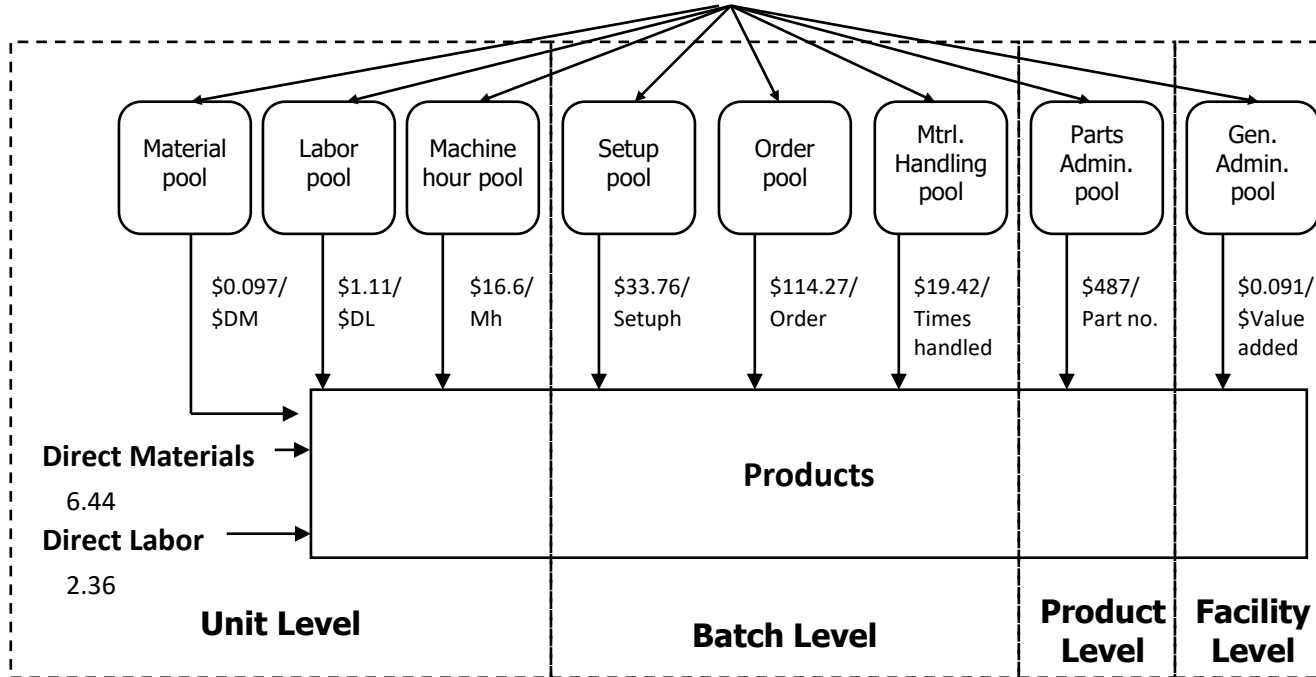 Material
pool
Labor
pool
Machine
hour pool
Setup
pool
Order
pool
Mtrl.
Handling
pool
Parts
Admin.
pool
Gen.
Admin.
pool
$0.097/
$DM
$1.11/
$DL
$16.6/
Mh
$33.76/
Setuph
$114.27/
Order
$19.42/
Times
handled
$487/
Part no.
$0.091/
$Value
added
Direct Materials
6.44
Direct Labor
2.36
Products
Unit Level
Batch Level
Product
Level
Facility
Level